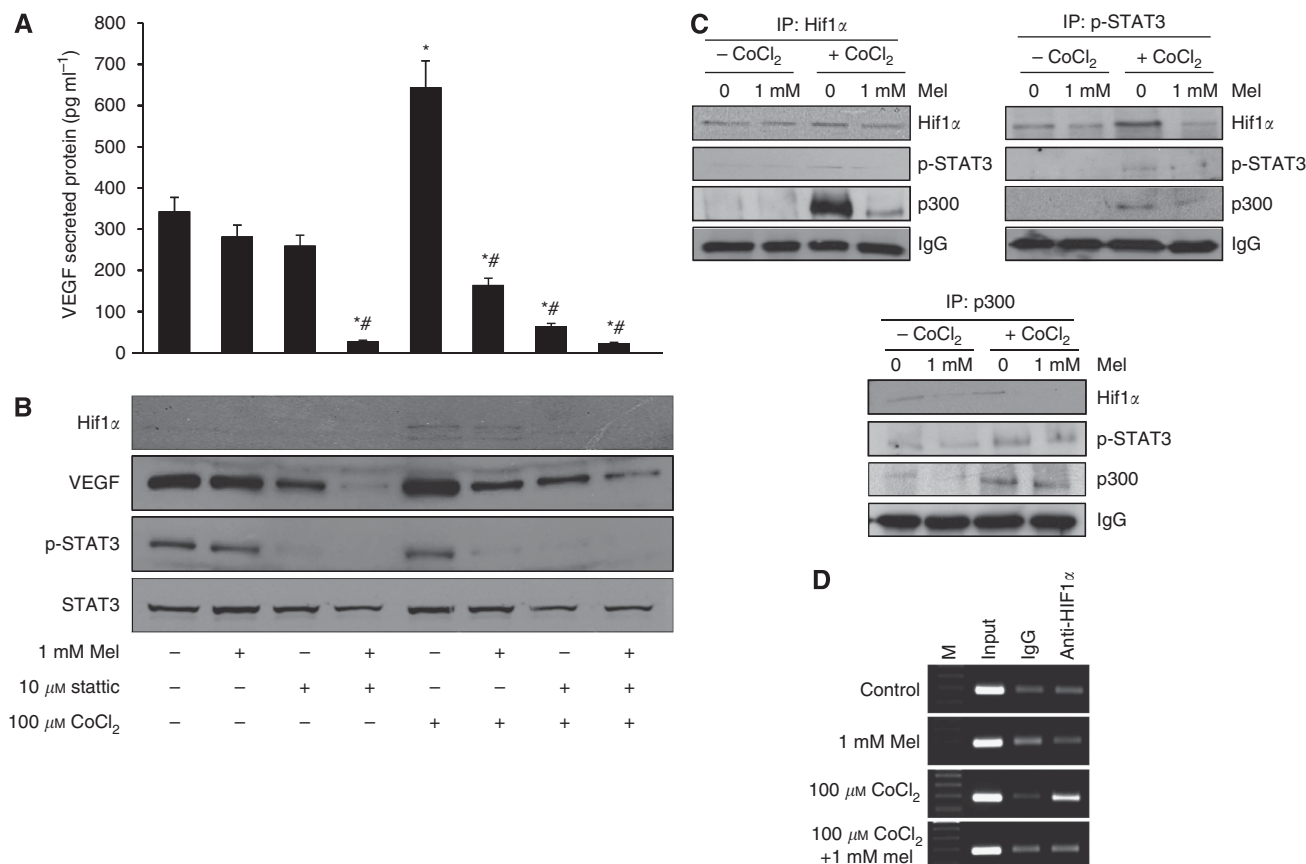 A
VEGF secreted protein (pg ml⁻¹)
800
700
600
500
400
300
200
100
0
*#
*
*#
*#
*#
B
Hif1α
VEGF
p-STAT3
STAT3
1 mM Mel – + – + – + – +
10 μM stattic – – + + – – + +
100 μM CoCl₂ – – – – + + + +
C
IP: Hif1α
– CoCl₂ + CoCl₂
0 1 mM 0 1 mM Mel
Hif1α
p-STAT3
p300
IgG
IP: p-STAT3
– CoCl₂ + CoCl₂
0 1 mM 0 1 mM Mel
Hif1α
p-STAT3
p300
IgG
IP: p300
– CoCl₂ + CoCl₂
0 1 mM 0 1 mM Mel
Hif1α
p-STAT3
p300
IgG
D
M Input IgG Anti-HIF1α
Control
1 mM Mel
100 μM CoCl₂
100 μM CoCl₂
+1 mM mel